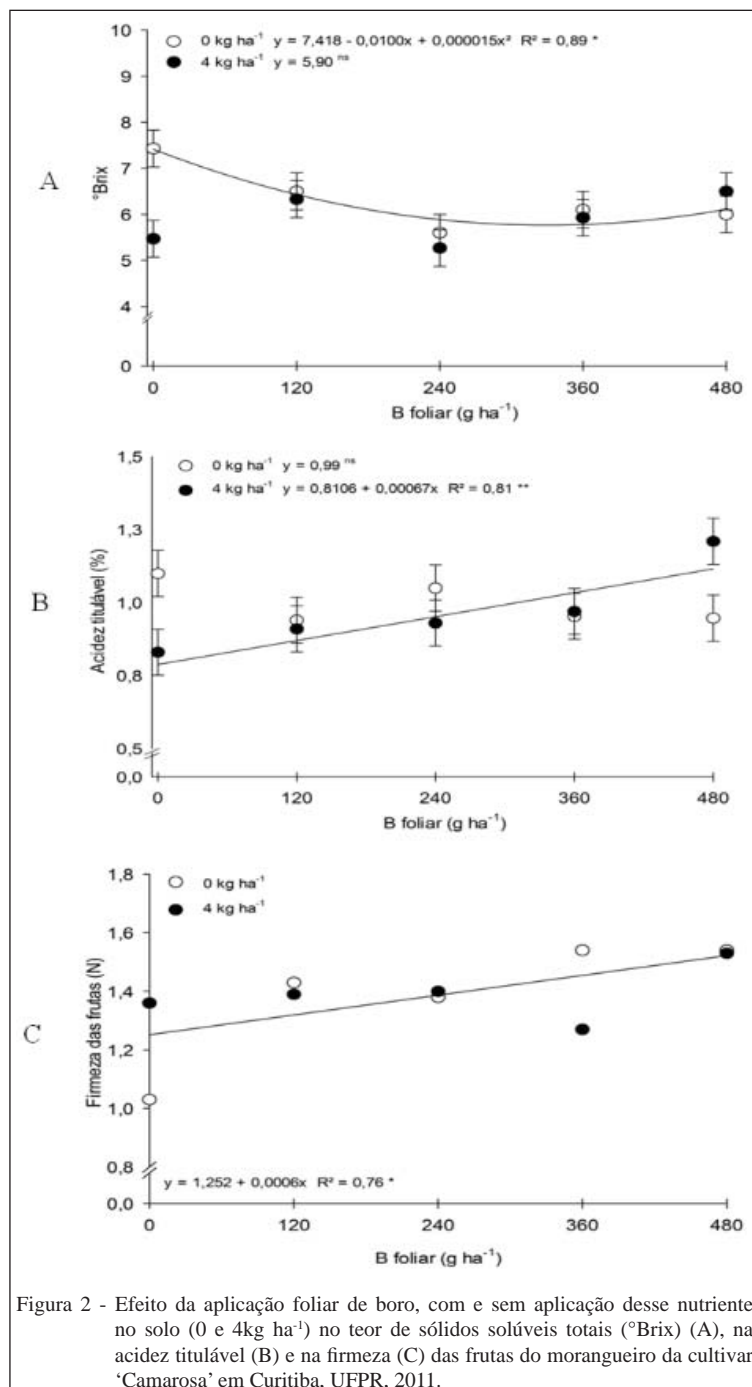 10
9
8
7
6
5
4
0
°Brix
A
0 kg ha⁻¹ y = 7,418 - 0,0100x + 0,000015x² R² = 0,89 *
4 kg ha⁻¹ y = 5,90 ns
0 120 240 360 480
B foliar (g ha⁻¹)
1,5
1,3
1,0
0,8
0,5
0,0
Acidez titulável (%)
B
0 kg ha⁻¹ y = 0,99 ns
4 kg ha⁻¹ y = 0,8106 + 0,00067x R² = 0,81 **
0 120 240 360 480
B foliar (g ha⁻¹)
1,8
1,6
1,4
1,2
1,0
0,8
0,0
Firmeza das frutas (N)
C
0 kg ha⁻¹
4 kg ha⁻¹
y = 1,252 + 0,0006x R² = 0,76 *
0 120 240 360 480
B foliar (g ha⁻¹)
Figura 2 - Efeito da aplicação foliar de boro, com e sem aplicação desse nutriente
no solo (0 e 4kg ha⁻¹) no teor de sólidos solúveis totais (°Brix) (A), na
acidez titulável (B) e na firmeza (C) das frutas do morangueiro da cultivar
‘Camarosa’ em Curitiba, UFPR, 2011.